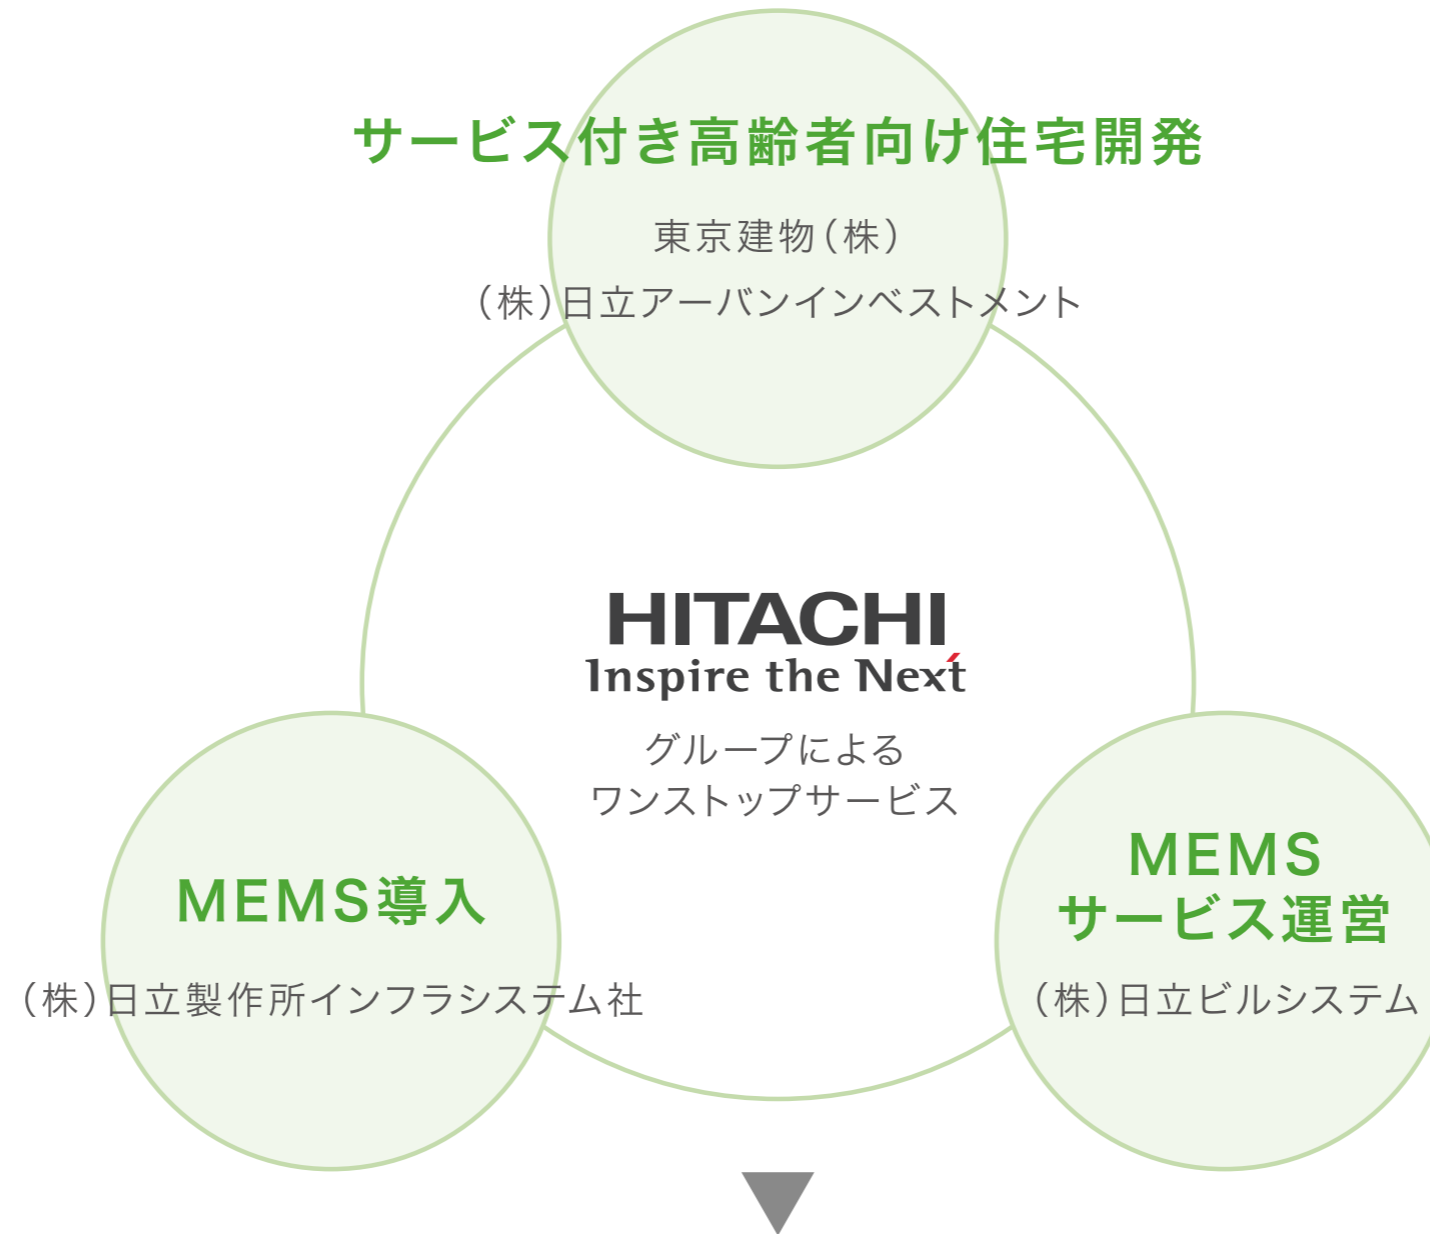 サービス付き高齢者向け住宅開発
東京建物(株)
(株)日立アーバンインベストメント
HITACHI
Inspire the Next
グループによる
ワンストップサービス
MEMS導入
(株)日立製作所インフラシステム社
MEMS
サービス運営
(株)日立ビルシステム